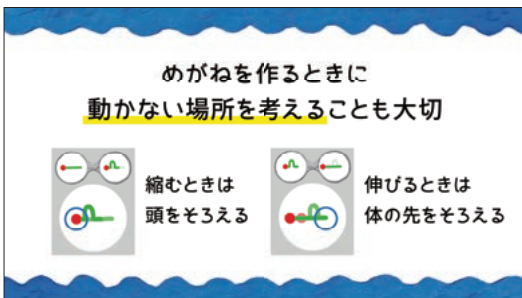 めがねを作るときに
動かない場所を考えることも大切
縮むときは
頭をそろえる
伸びるときは
体の先をそろえる